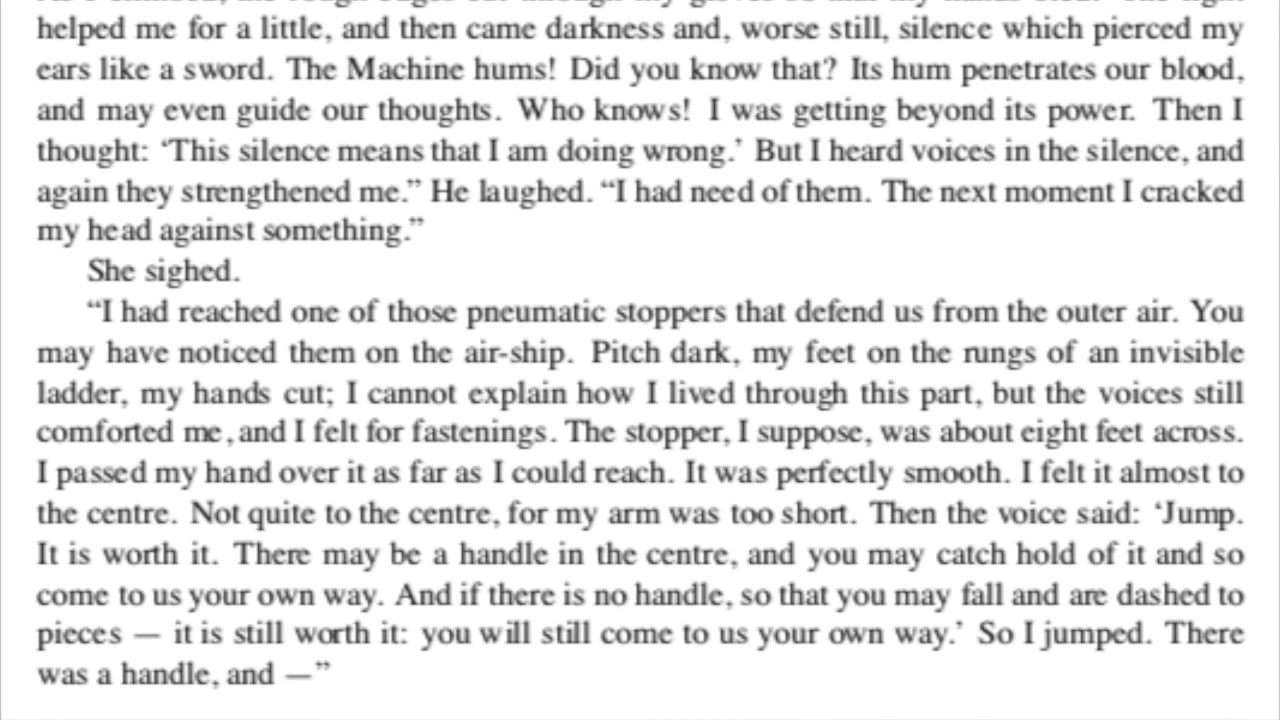 helped me for a little, and then came darkness and, worse still, silence which pierced my
ears like a sword. The Machine hums! Did you know that? Its hum penetrates our blood,
and may even guide our thoughts. Who knows! I was getting beyond its power. Then I
thought: ‘This silence means that I am doing wrong.’ But I heard voices in the silence, and
again they strengthened me.” He laughed. “I had need of them. The next moment I cracked
my head against something.”
She sighed.
“I had reached one of those pneumatic stoppers that defend us from the outer air. You
may have noticed them on the air-ship. Pitch dark, my feet on the rungs of an invisible
ladder, my hands cut; I cannot explain how I lived through this part, but the voices still
comforted me, and I felt for fastenings. The stopper, I suppose, was about eight feet across.
I passed my hand over it as far as I could reach. It was perfectly smooth. I felt it almost to
the centre. Not quite to the centre, for my arm was too short. Then the voice said: ‘Jump.
It is worth it. There may be a handle in the centre, and you may catch hold of it and so
come to us your own way. And if there is no handle, so that you may fall and are dashed to
pieces — it is still worth it: you will still come to us your own way.’ So I jumped. There
was a handle, and —”